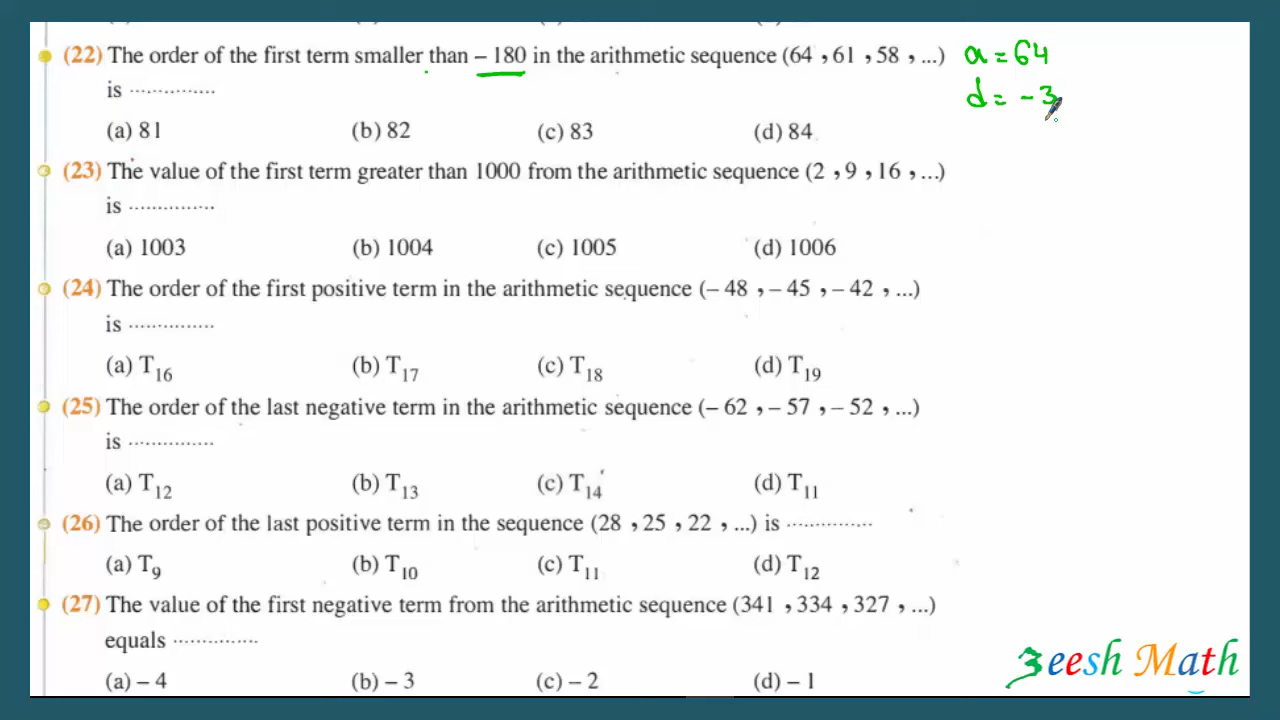 (22) The order of the first term smaller than – 180 in the arithmetic sequence (64 , 61 , 58 , ...) a = 64
is ............... d = -3
(a) 81 (b) 82 (c) 83 (d) 84
(23) The value of the first term greater than 1000 from the arithmetic sequence (2 , 9 , 16 , ...)
is ...............
(a) 1003 (b) 1004 (c) 1005 (d) 1006
(24) The order of the first positive term in the arithmetic sequence (– 48 , – 45 , – 42 , ...)
is ...............
(a) T16 (b) T17 (c) T18 (d) T19
(25) The order of the last negative term in the arithmetic sequence (– 62 , – 57 , – 52 , ...)
is ...............
(a) T12 (b) T13 (c) T14 (d) T11
(26) The order of the last positive term in the sequence (28 , 25 , 22 , ...) is ...............
(a) T9 (b) T10 (c) T11 (d) T12
(27) The value of the first negative term from the arithmetic sequence (341 , 334 , 327 , ...)
equals ...............
(a) – 4 (b) – 3 (c) – 2 (d) – 1
3eesh Math